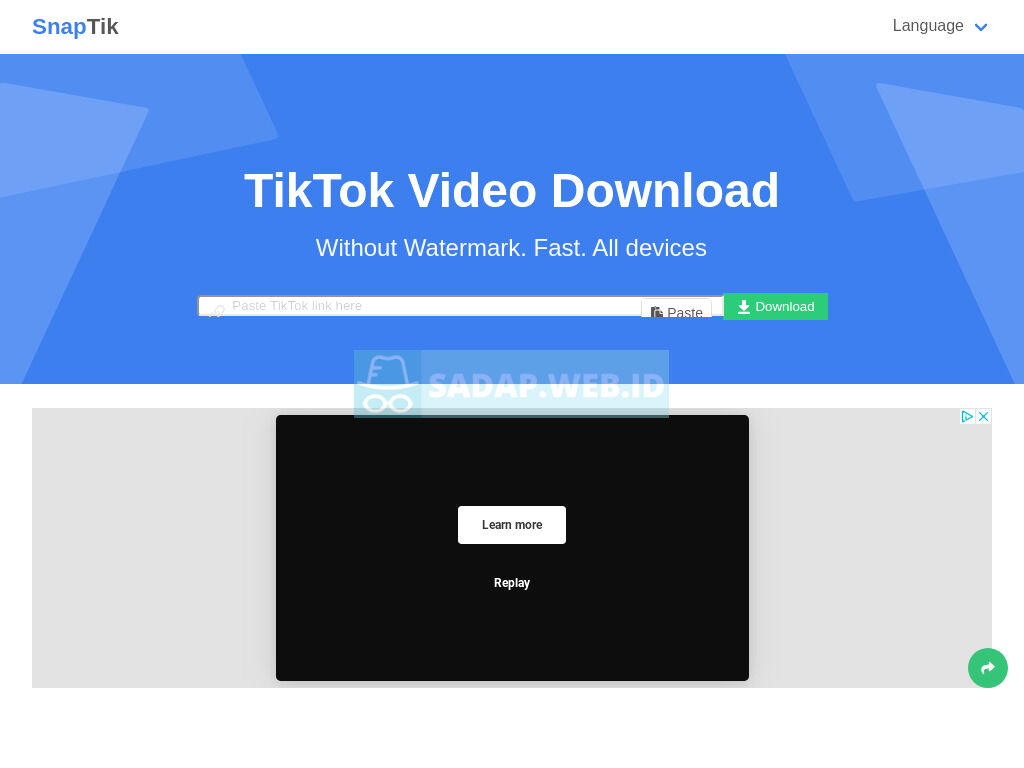 SnapTik
Language
TikTok Video Download
Without Watermark. Fast. All devices
Paste TikTok link here
Paste
Download
SADAP.WEB.ID
Learn more
Replay